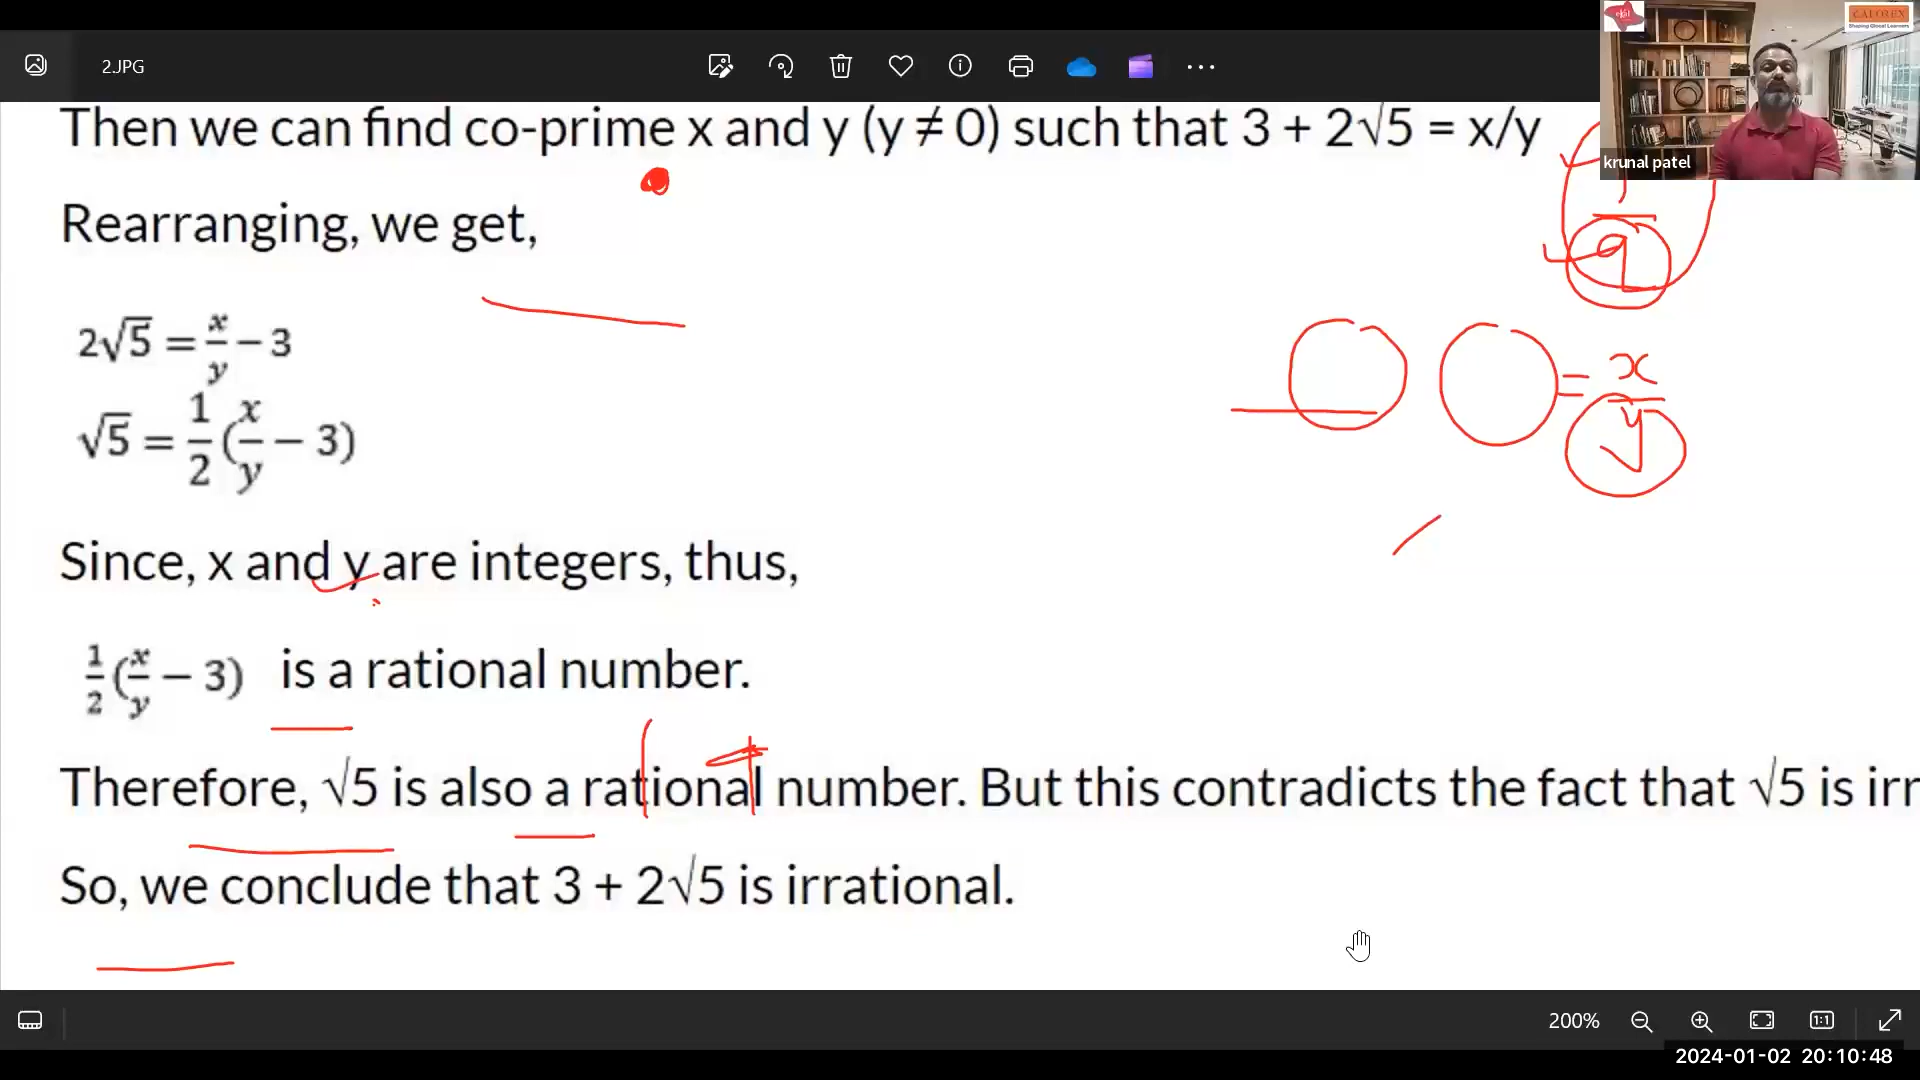 2.JPG
CALOREX
krunal patel
Then we can find co-prime x and y (y ≠ 0) such that 3 + 2√5 = x/y
Rearranging, we get,
q
2√5 = x/y − 3
= x/y
√5 = 1/2(x/y − 3)
Since, x and y are integers, thus,
1/2(x/y − 3) is a rational number.
Therefore, √5 is also a rational number. But this contradicts the fact that √5 is irr
So, we conclude that 3 + 2√5 is irrational.
200%
1:1
2024-01-02 20:10:48